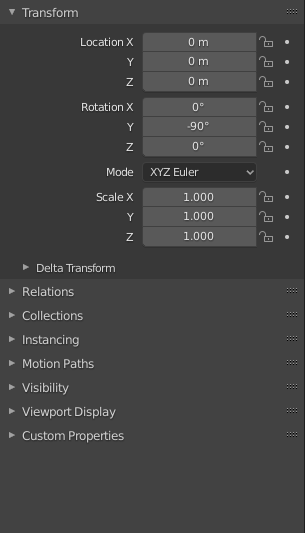 Transform
Location X 0 m
Y 0 m
Z 0 m
Rotation X 0°
Y -90°
Z 0°
Mode XYZ Euler
Scale X 1.000
Y 1.000
Z 1.000
Delta Transform
Relations
Collections
Instancing
Motion Paths
Visibility
Viewport Display
Custom Properties